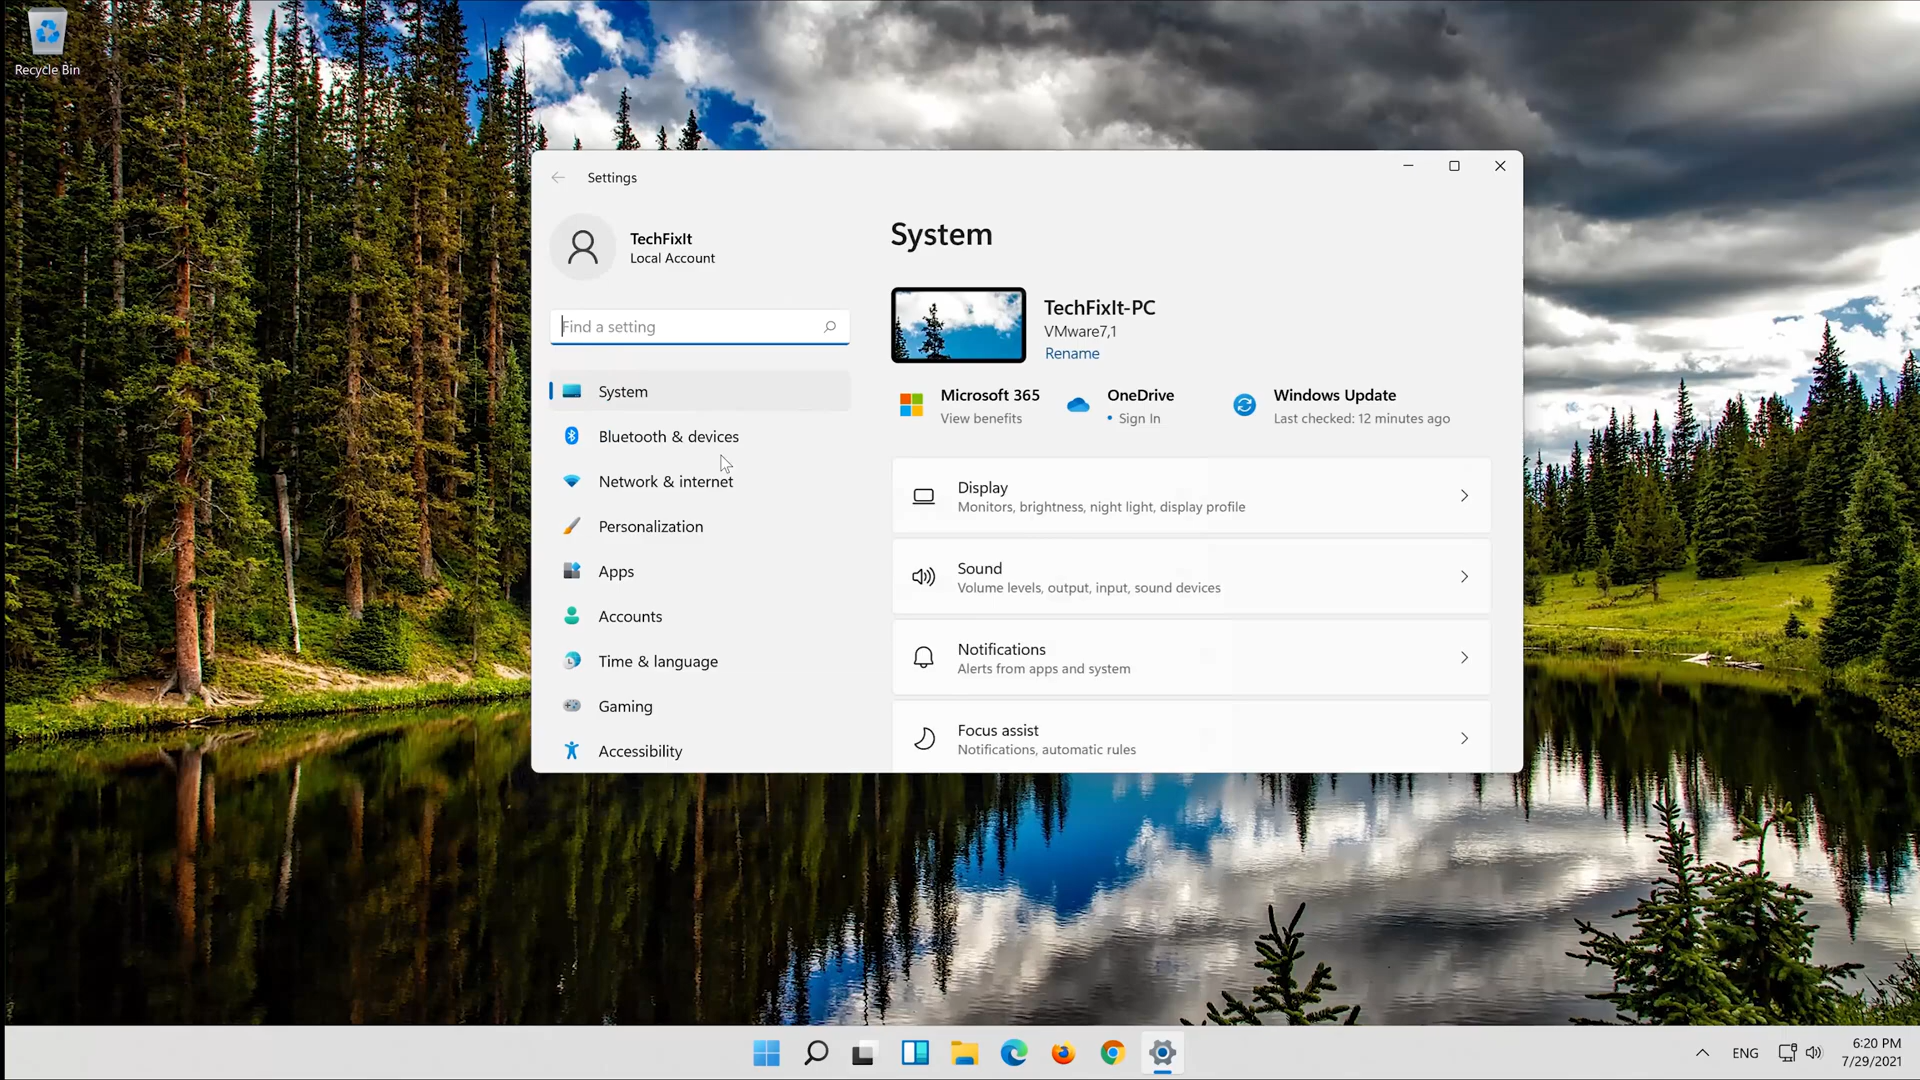 Recycle Bin
Settings
TechFixIt
Local Account
Find a setting
System
Bluetooth & devices
Network & internet
Personalization
Apps
Accounts
Time & language
Gaming
Accessibility
System
TechFixIt-PC
VMware7,1
Rename
Microsoft 365
View benefits
OneDrive
• Sign In
Windows Update
Last checked: 12 minutes ago
Display
Monitors, brightness, night light, display profile
Sound
Volume levels, output, input, sound devices
Notifications
Alerts from apps and system
Focus assist
Notifications, automatic rules
ENG
6:20 PM
7/29/2021